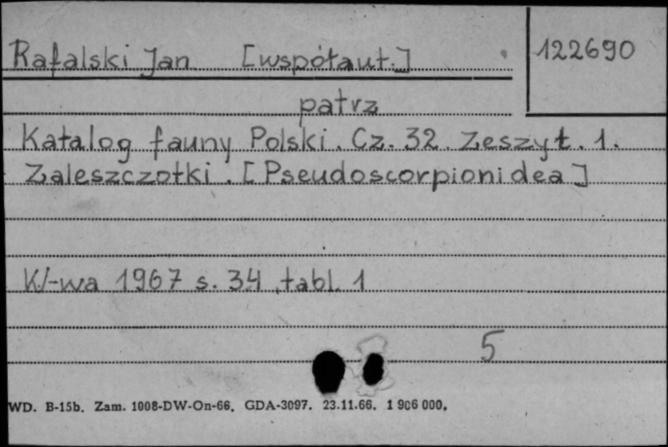 Rafalski Jan [współaut.]
122690
patrz
Katalog fauny Polski. Cz. 32. Zeszyt. 1.
Zaleszczotki. [Pseudoscorpionidea]
W-wa 1967 s. 34, tabl. 1
5
WD. B-15b. Zam. 1008-DW-On-66. GDA-3097. 23.11.66. 1 906 000.